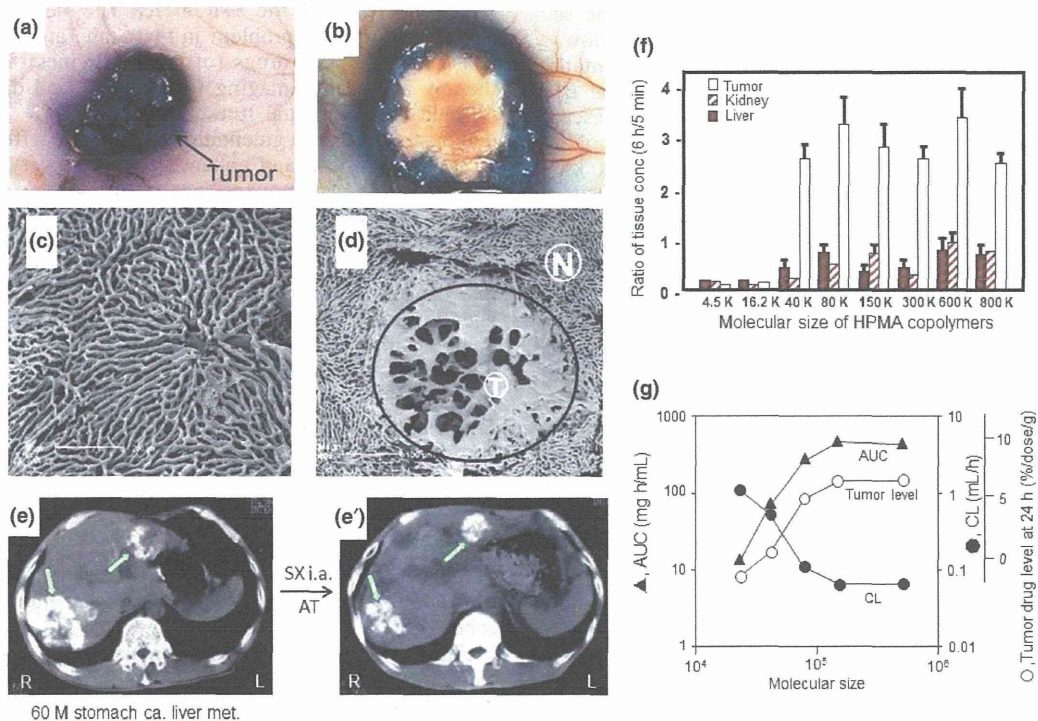 (a)
Tumor
(b)
(c)
(d)
N
T
(e)
R
L
60 M stomach ca. liver met.
SX i.a.
AT
(e')
R
L
(f)
Ratio of tissue conc (6 h/5 min)
4
3
2
1
0
Tumor
Kidney
Liver
4.5 K 16.2 K 40 K 80 K 150 K 300 K 600 K 800 K
Molecular size of HPMA copolymers
(g)
▲, AUC (mg h/mL)
1000
100
10
1
AUC
Tumor level
CL
10⁴ 10⁵ 10⁶
Molecular size
10
1
0.1
0.01
●, CL (mL/h)
10
5
0
○, Tumor drug level at 24 h (%/dose/g)